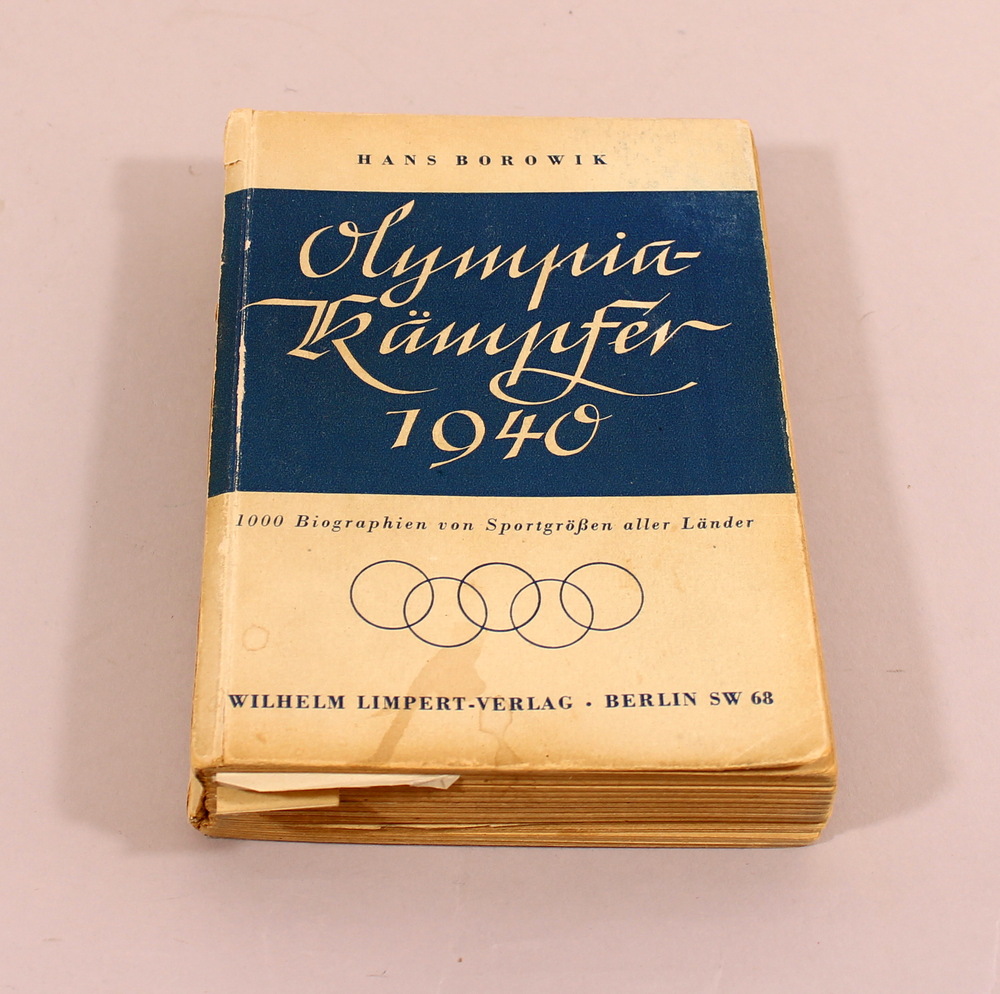 HANS BOROWIK
Olympia-
Kämpfer
1940
1000 Biographien von Sportgrößen aller Länder
WILHELM LIMPERT-VERLAG · BERLIN SW 68